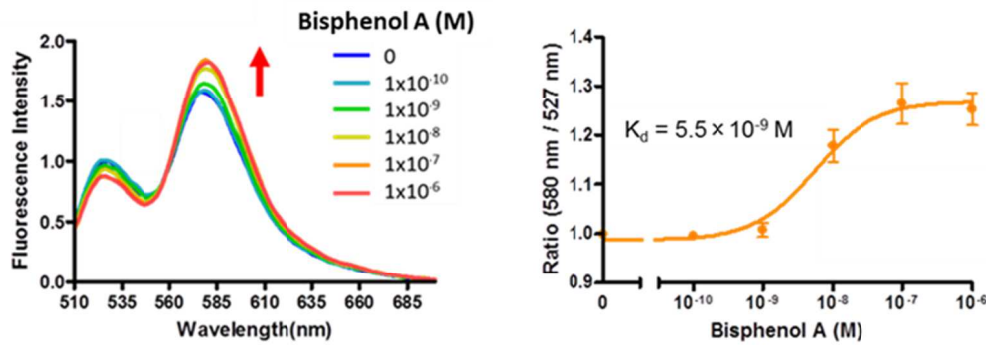 Bisphenol A (M)
0
1x10⁻¹⁰
1x10⁻⁹
1x10⁻⁸
1x10⁻⁷
1x10⁻⁶
Fluorescence Intensity
2.0
1.5
1.0
0.5
0.0
510 535 560 585 610 635 660 685
Wavelength(nm)
Ratio (580 nm / 527 nm)
1.4
1.3
1.2
1.1
1.0
0.9
K_d = 5.5 × 10⁻⁹ M
0 10⁻¹⁰ 10⁻⁹ 10⁻⁸ 10⁻⁷ 10⁻⁶
Bisphenol A (M)